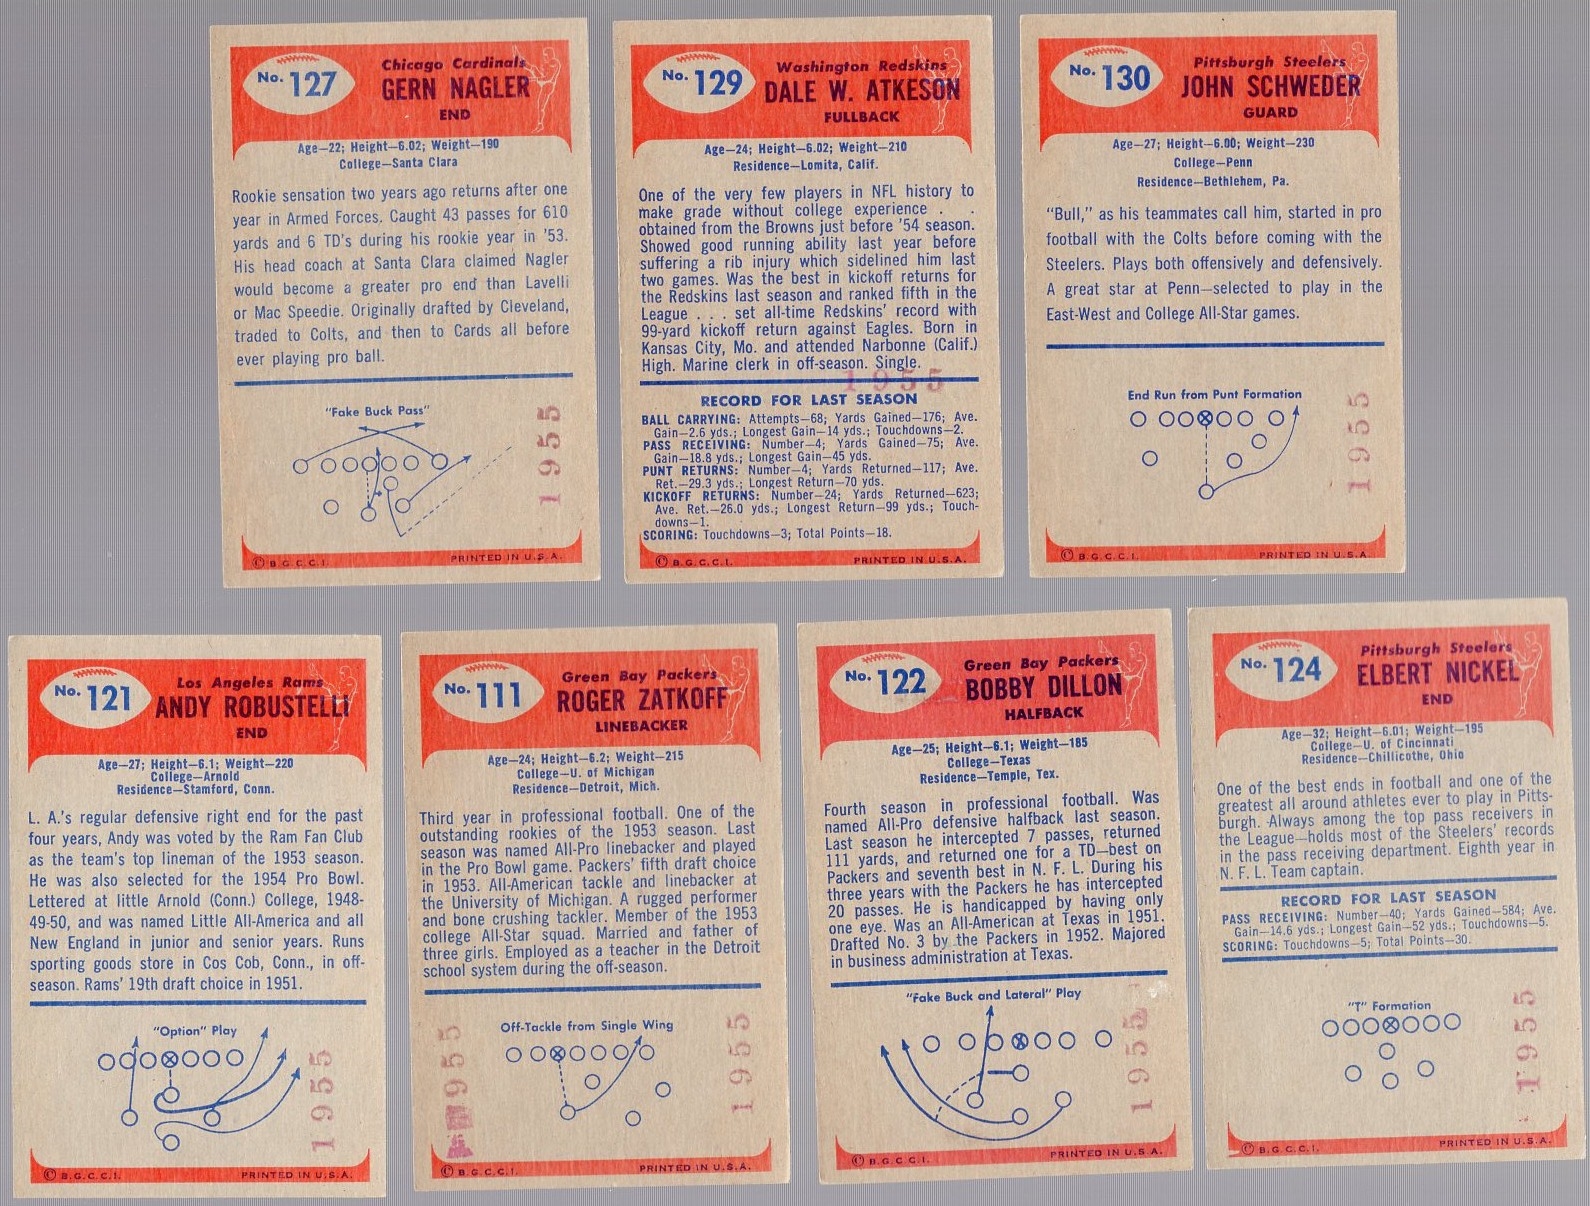 No. 127
Chicago Cardinals
GERN NAGLER
END
Age—22; Height—6.02; Weight—190
College—Santa Clara
Rookie sensation two years ago returns after one
year in Armed Forces. Caught 43 passes for 610
yards and 6 TD's during his rookie year in '53.
His head coach at Santa Clara claimed Nagler
would become a greater pro end than Lavelli
or Mac Speedie. Originally drafted by Cleveland,
traded to Colts, and then to Cards all before
ever playing pro ball.
"Fake Buck Pass"
1955
© B.G.C.C.I. PRINTED IN U.S.A.
No. 129
Washington Redskins
DALE W. ATKESON
FULLBACK
Age—24; Height—6.02; Weight—210
Residence—Lomita, Calif.
One of the very few players in NFL history to
make grade without college experience . .
obtained from the Browns just before '54 season.
Showed good running ability last year before
suffering a rib injury which sidelined him last
two games. Was the best in kickoff returns for
the Redskins last season and ranked fifth in the
League . . . set all-time Redskins' record with
99-yard kickoff return against Eagles. Born in
Kansas City, Mo. and attended Narbonne (Calif.)
High. Marine clerk in off-season. Single.
1955
RECORD FOR LAST SEASON
BALL CARRYING: Attempts—68; Yards Gained—176; Ave.
Gain—2.6 yds.; Longest Gain—14 yds.; Touchdowns—2.
PASS RECEIVING: Number—4; Yards Gained—75; Ave.
Gain—18.8 yds.; Longest Gain—45 yds.
PUNT RETURNS: Number—4; Yards Returned—117; Ave.
Ret.—29.3 yds.; Longest Return—70 yds.
KICKOFF RETURNS: Number—24; Yards Returned—623;
Ave. Ret.—26.0 yds.; Longest Return—99 yds.; Touch-
downs—1.
SCORING: Touchdowns—3; Total Points—18.
© B.G.C.C.I. PRINTED IN U.S.A.
No. 130
Pittsburgh Steelers
JOHN SCHWEDER
GUARD
Age—27; Height—6.00; Weight—230
College—Penn
Residence—Bethlehem, Pa.
"Bull," as his teammates call him, started in pro
football with the Colts before coming with the
Steelers. Plays both offensively and defensively.
A great star at Penn—selected to play in the
East-West and College All-Star games.
End Run from Punt Formation
1955
© B.G.C.C.I. PRINTED IN U.S.A.
No. 121
Los Angeles Rams
ANDY ROBUSTELLI
END
Age—27; Height—6.1; Weight—220
College—Arnold
Residence—Stamford, Conn.
L. A.'s regular defensive right end for the past
four years, Andy was voted by the Ram Fan Club
as the team's top lineman of the 1953 season.
He was also selected for the 1954 Pro Bowl.
Lettered at little Arnold (Conn.) College, 1948-
49-50, and was named Little All-America and all
New England in junior and senior years. Runs
sporting goods store in Cos Cob, Conn., in off-
season. Rams' 19th draft choice in 1951.
"Option" Play
1955
© B.G.C.C.I. PRINTED IN U.S.A.
No. 111
Green Bay Packers
ROGER ZATKOFF
LINEBACKER
Age—24; Height—6.2; Weight—215
College—U. of Michigan
Residence—Detroit, Mich.
Third year in professional football. One of the
outstanding rookies of the 1953 season. Last
season was named All-Pro linebacker and played
in the Pro Bowl game. Packers' fifth draft choice
in 1953. All-American tackle and linebacker at
the University of Michigan. A rugged performer
and bone crushing tackler. Member of the 1953
college All-Star squad. Married and father of
three girls. Employed as a teacher in the Detroit
school system during the off-season.
Off-Tackle from Single Wing
1955
1955
© B.G.C.C.I. PRINTED IN U.S.A.
No. 122
Green Bay Packers
BOBBY DILLON
HALFBACK
Age—25; Height—6.1; Weight—185
College—Texas
Residence—Temple, Tex.
Fourth season in professional football. Was
named All-Pro defensive halfback last season.
Last season he intercepted 7 passes, returned
111 yards, and returned one for a TD—best on
Packers and seventh best in N. F. L. During his
three years with the Packers he has intercepted
20 passes. He is handicapped by having only
one eye. Was an All-American at Texas in 1951.
Drafted No. 3 by the Packers in 1952. Majored
in business administration at Texas.
"Fake Buck and Lateral" Play
1955
© B.G.C.C.I. PRINTED IN U.S.A.
No. 124
Pittsburgh Steelers
ELBERT NICKEL
END
Age—32; Height—6.01; Weight—195
College—U. of Cincinnati
Residence—Chillicothe, Ohio
One of the best ends in football and one of the
greatest all around athletes ever to play in Pitts-
burgh. Always among the top pass receivers in
the League—holds most of the Steelers' records
in the pass receiving department. Eighth year in
N. F. L. Team captain.
RECORD FOR LAST SEASON
PASS RECEIVING: Number—40; Yards Gained—584; Ave.
Gain—14.6 yds.; Longest Gain—52 yds.; Touchdowns—5.
SCORING: Touchdowns—5; Total Points—30.
"T" Formation
1955
© B.G.C.C.I. PRINTED IN U.S.A.